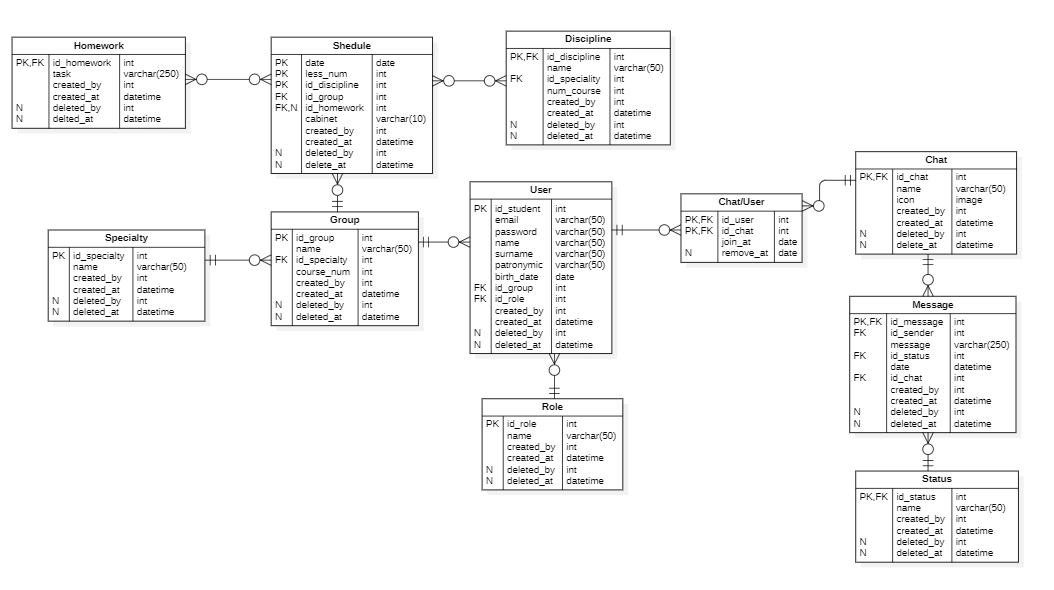 Homework
PK,FK id_homework int
task varchar(250)
created_by int
created_at datetime
N deleted_by int
N delted_at datetime
Shedule
PK date date
PK less_num int
PK id_discipline int
FK id_group int
FK,N id_homework int
cabinet varchar(10)
created_by int
created_at datetime
N deleted_by int
N delete_at datetime
Discipline
PK,FK id_discipline int
name varchar(50)
FK id_speciality int
num_course int
created_by int
created_at datetime
N deleted_by int
N deleted_at datetime
Specialty
PK id_specialty int
name varchar(50)
created_by int
created_at datetime
N deleted_by int
N deleted_at datetime
Group
PK id_group int
name varchar(50)
FK id_specialty int
course_num int
created_by int
created_at datetime
N deleted_by int
N deleted_at datetime
User
PK id_student int
email varchar(50)
password varchar(50)
name varchar(50)
surname varchar(50)
patronymic varchar(50)
birth_date date
FK id_group int
FK id_role int
created_by int
created_at datetime
N deleted_by int
N deleted_at datetime
Role
PK id_role int
name varchar(50)
created_by int
created_at datetime
N deleted_by int
N deleted_at datetime
Chat/User
PK,FK id_user int
PK,FK id_chat int
join_at date
N remove_at date
Chat
PK,FK id_chat int
name varchar(50)
icon image
created_by int
created_at datetime
N deleted_by int
N delete_at datetime
Message
PK,FK id_message int
FK id_sender int
message varchar(250)
FK id_status int
date datetime
FK id_chat int
created_by int
created_at datetime
N deleted_by int
N deleted_at datetime
Status
PK,FK id_status int
name varchar(50)
created_by int
created_at datetime
N deleted_by int
N deleted_at datetime